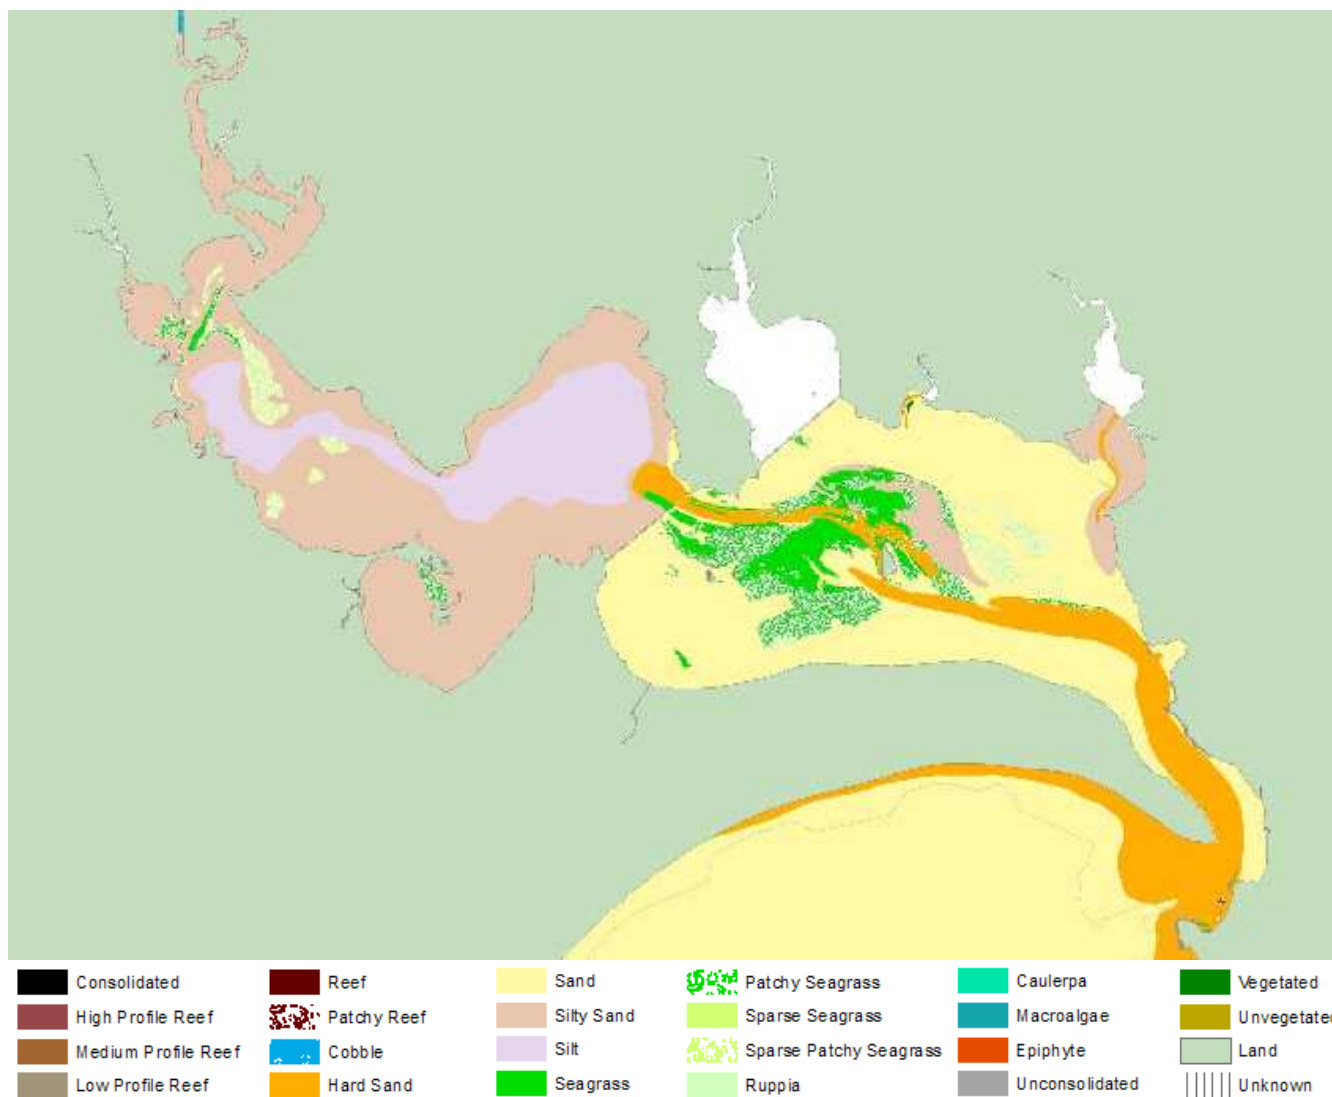 Consolidated
Reef
Sand
Patchy Seagrass
Caulerpa
Vegetated
High Profile Reef
Patchy Reef
Silty Sand
Sparse Seagrass
Macroalgae
Unvegetated
Medium Profile Reef
Cobble
Silt
Sparse Patchy Seagrass
Epiphyte
Land
Low Profile Reef
Hard Sand
Seagrass
Ruppia
Unconsolidated
Unknown